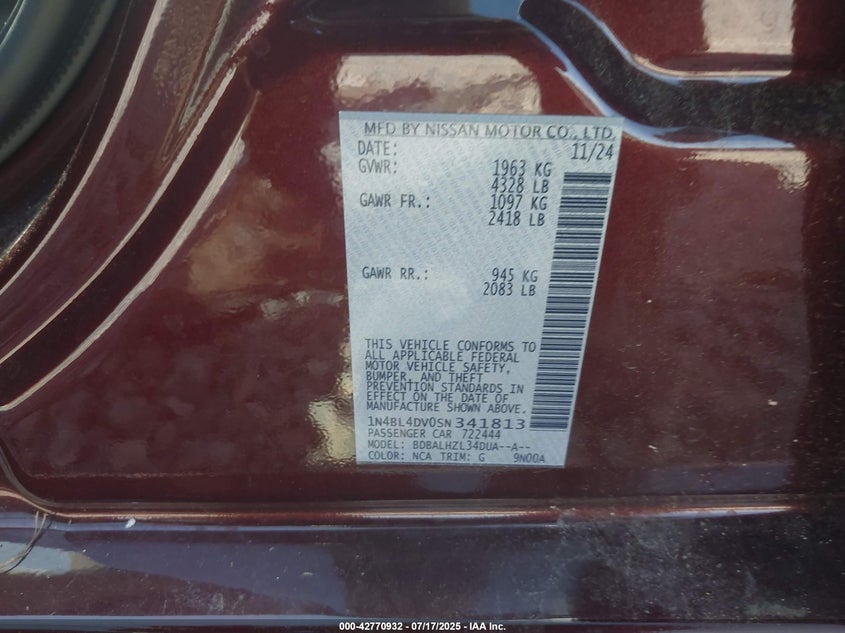 MFD BY NISSAN MOTOR CO., LTD.
DATE: 11/24
GVWR: 1963 KG
4328 LB
GAWR FR.: 1097 KG
2418 LB
GAWR RR.: 945 KG
2083 LB
THIS VEHICLE CONFORMS TO
ALL APPLICABLE FEDERAL
MOTOR VEHICLE SAFETY,
BUMPER, AND THEFT
PREVENTION STANDARDS IN
EFFECT ON THE DATE OF
MANUFACTURE SHOWN ABOVE.
1N4BL4DV0SN341813
PASSENGER CAR 722444
MODEL: BDBALHZL34DUA--A--
COLOR: NCA TRIM: G 9N00A
000-42770932 - 07/17/2025 - IAA Inc.